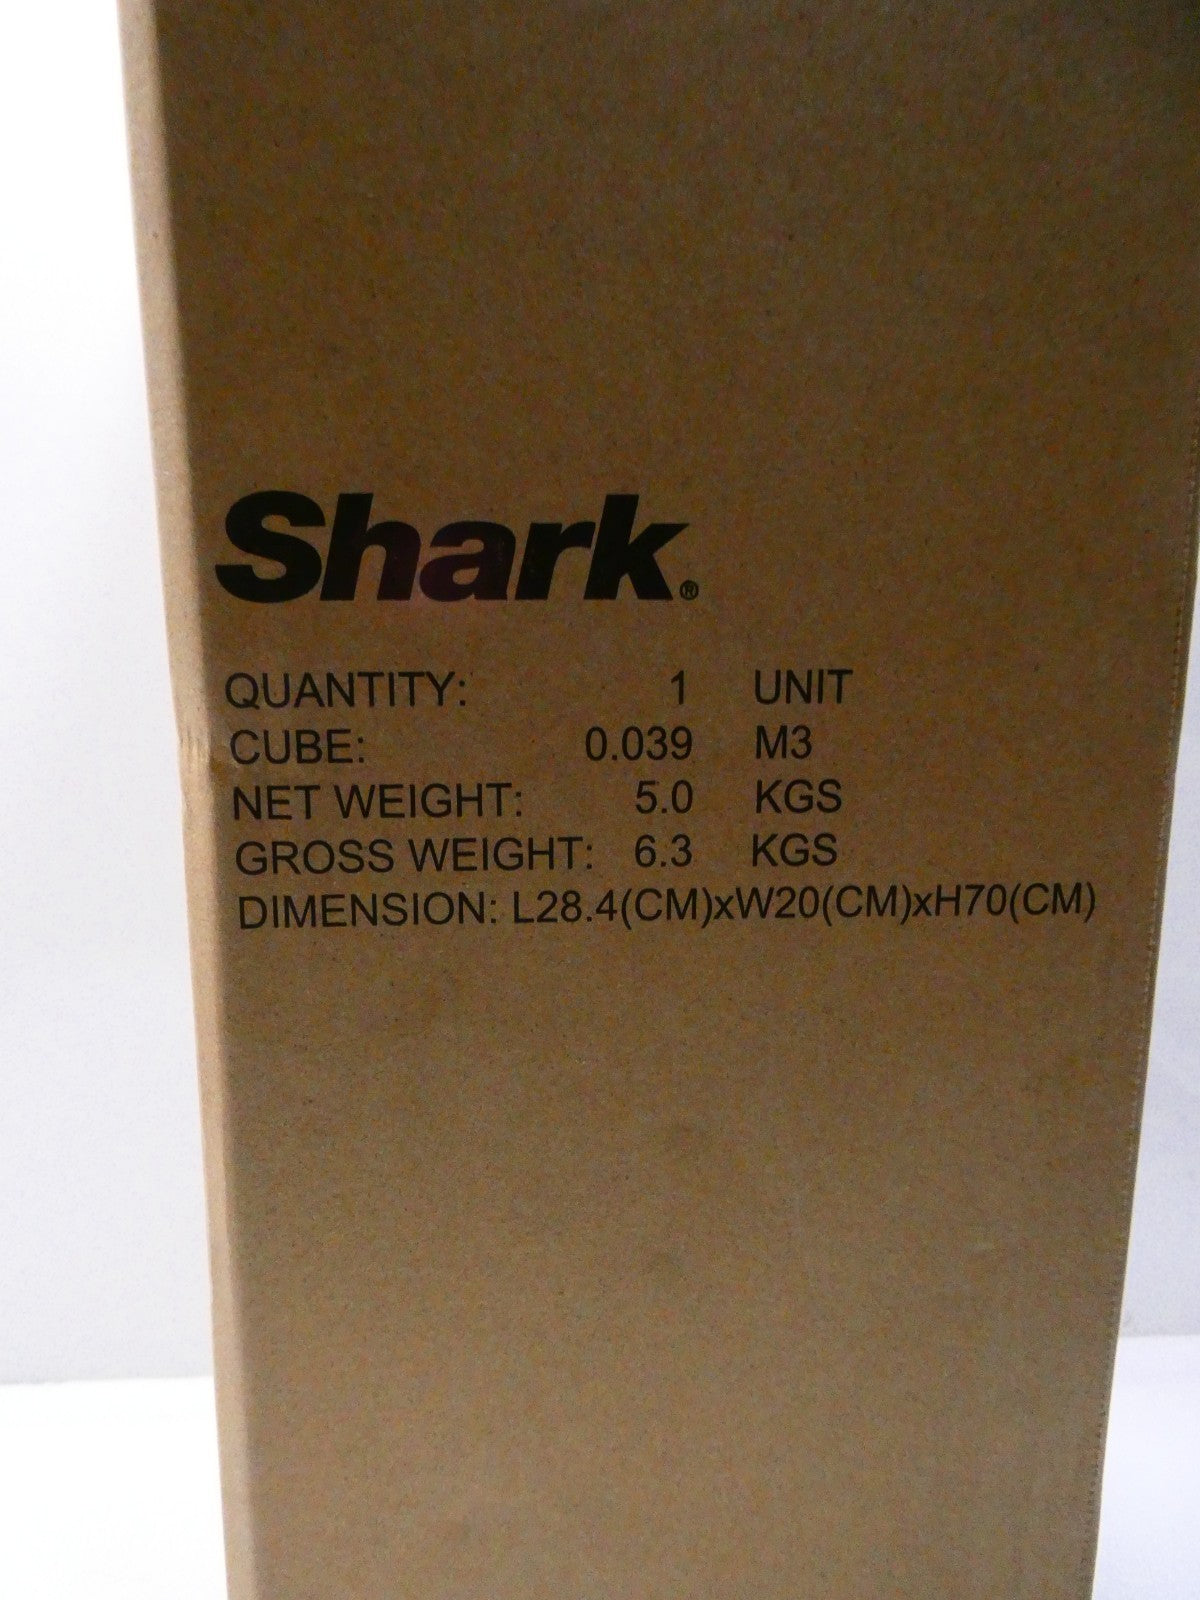 Shark®
QUANTITY: 1 UNIT
CUBE: 0.039 M3
NET WEIGHT: 5.0 KGS
GROSS WEIGHT: 6.3 KGS
DIMENSION: L28.4(CM)xW20(CM)xH70(CM)